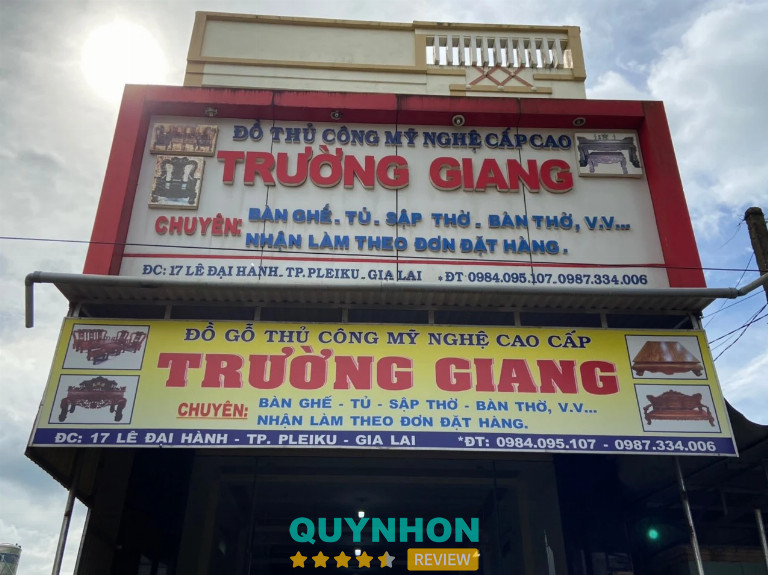 ĐỒ THỦ CÔNG MỸ NGHỆ CẤP CAO
TRƯỜNG GIANG
CHUYÊN: BÀN GHẾ . TỦ . SẬP THỜ . BÀN THỜ, V.V...
NHẬN LÀM THEO ĐƠN ĐẶT HÀNG.
ĐC: 17 LÊ ĐẠI HÀNH - TP. PLEIKU - GIA LAI *ĐT 0984.095.107-0987.334.006
ĐỒ GỖ THỦ CÔNG MỸ NGHỆ CAO CẤP
TRƯỜNG GIANG
CHUYÊN: BÀN GHẾ - TỦ - SẬP THỜ - BÀN THỜ, V.V...
NHẬN LÀM THEO ĐƠN ĐẶT HÀNG.
ĐC: 17 LÊ ĐẠI HÀNH - TP. PLEIKU - GIA LAI *ĐT: 0984.095.107 - 0987.334.006
QUYNHON
REVIEW